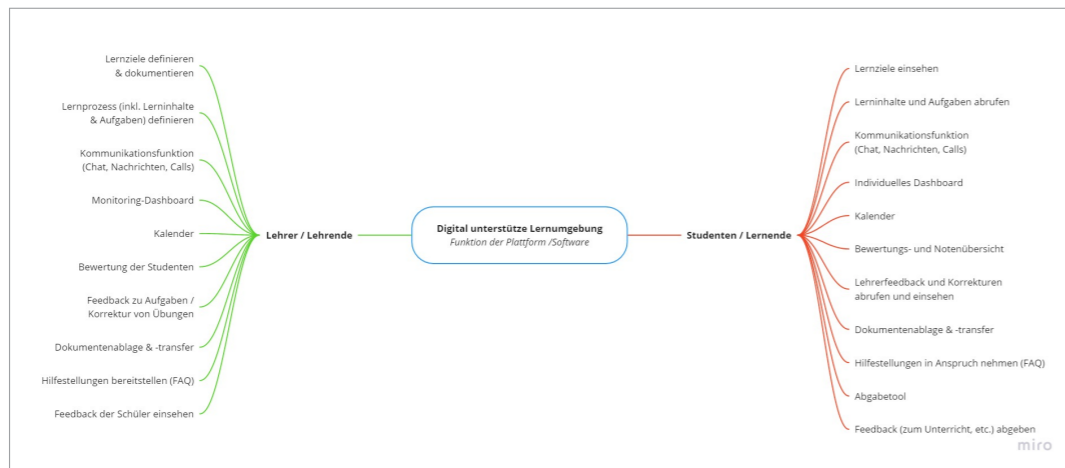 Lernziele definieren
& dokumentieren
Lernprozess (inkl. Lerninhalte
& Aufgaben) definieren
Kommunikationsfunktion
(Chat, Nachrichten, Calls)
Monitoring-Dashboard
Kalender
Bewertung der Studenten
Feedback zu Aufgaben /
Korrektur von Übungen
Dokumentenablage & -transfer
Hilfestellungen bereitstellen (FAQ)
Feedback der Schüler einsehen
Lehrer / Lehrende
Digital unterstütze Lernumgebung
Funktion der Plattform /Software
Studenten / Lernende
Lernziele einsehen
Lerninhalte und Aufgaben abrufen
Kommunikationsfunktion
(Chat, Nachrichten, Calls)
Individuelles Dashboard
Kalender
Bewertungs- und Notenübersicht
Lehrerfeedback und Korrekturen
abrufen und einsehen
Dokumentenablage & -transfer
Hilfestellungen in Anspruch nehmen (FAQ)
Abgabetool
Feedback (zum Unterricht, etc.) abgeben
miro